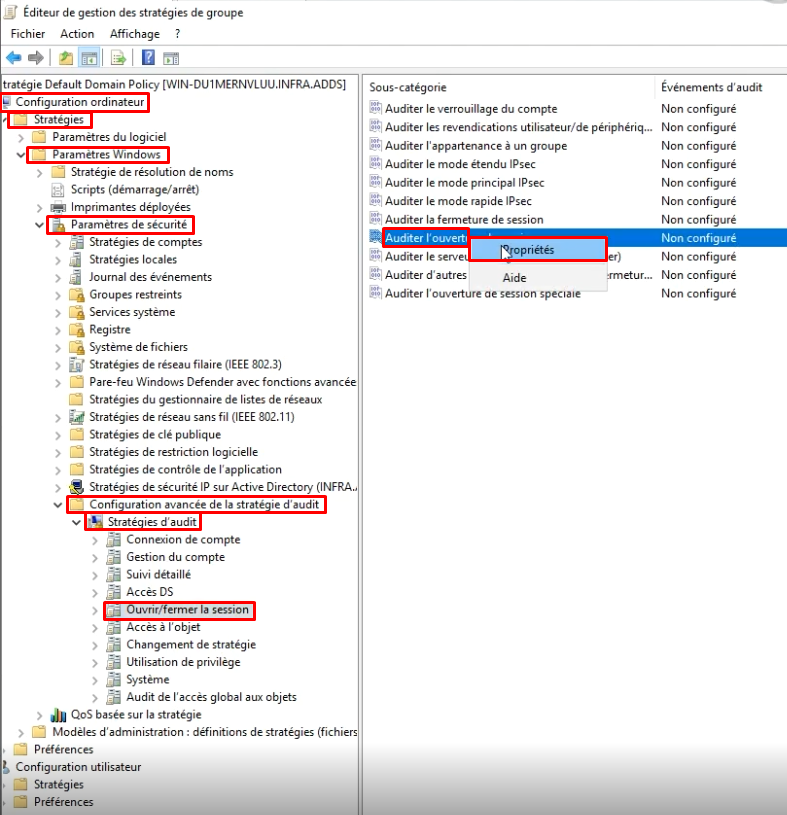 Éditeur de gestion des stratégies de groupe
Fichier Action Affichage ?
tratégie Default Domain Policy [WIN-DU1MERNVLUU.INFRA.ADDS]
Configuration ordinateur
Stratégies
Paramètres du logiciel
Paramètres Windows
Stratégie de résolution de noms
Scripts (démarrage/arrêt)
Imprimantes déployées
Paramètres de sécurité
Stratégies de comptes
Stratégies locales
Journal des événements
Groupes restreints
Services système
Registre
Système de fichiers
Stratégies de réseau filaire (IEEE 802.3)
Pare-feu Windows Defender avec fonctions avancée
Stratégies du gestionnaire de listes de réseaux
Stratégies de réseau sans fil (IEEE 802.11)
Stratégies de clé publique
Stratégies de restriction logicielle
Stratégies de contrôle de l'application
Stratégies de sécurité IP sur Active Directory (INFRA.
Configuration avancée de la stratégie d'audit
Stratégies d'audit
Connexion de compte
Gestion du compte
Suivi détaillé
Accès DS
Ouvrir/fermer la session
Accès à l'objet
Changement de stratégie
Utilisation de privilège
Système
Audit de l'accès global aux objets
QoS basée sur la stratégie
Modèles d'administration : définitions de stratégies (fichiers
Préférences
Configuration utilisateur
Stratégies
Préférences
Sous-catégorie Événements d'audit
Auditer le verrouillage du compte Non configuré
Auditer les revendications utilisateur/de périphériq... Non configuré
Auditer l'appartenance à un groupe Non configuré
Auditer le mode étendu IPsec Non configuré
Auditer le mode principal IPsec Non configuré
Auditer le mode rapide IPsec Non configuré
Auditer la fermeture de session Non configuré
Auditer l'ouvert Non configuré
Propriétés
Auditer le serveu er) Non configuré
Auditer d'autres fermetur... Non configuré
Aide
Auditer l'ouverture de session spéciale Non configuré